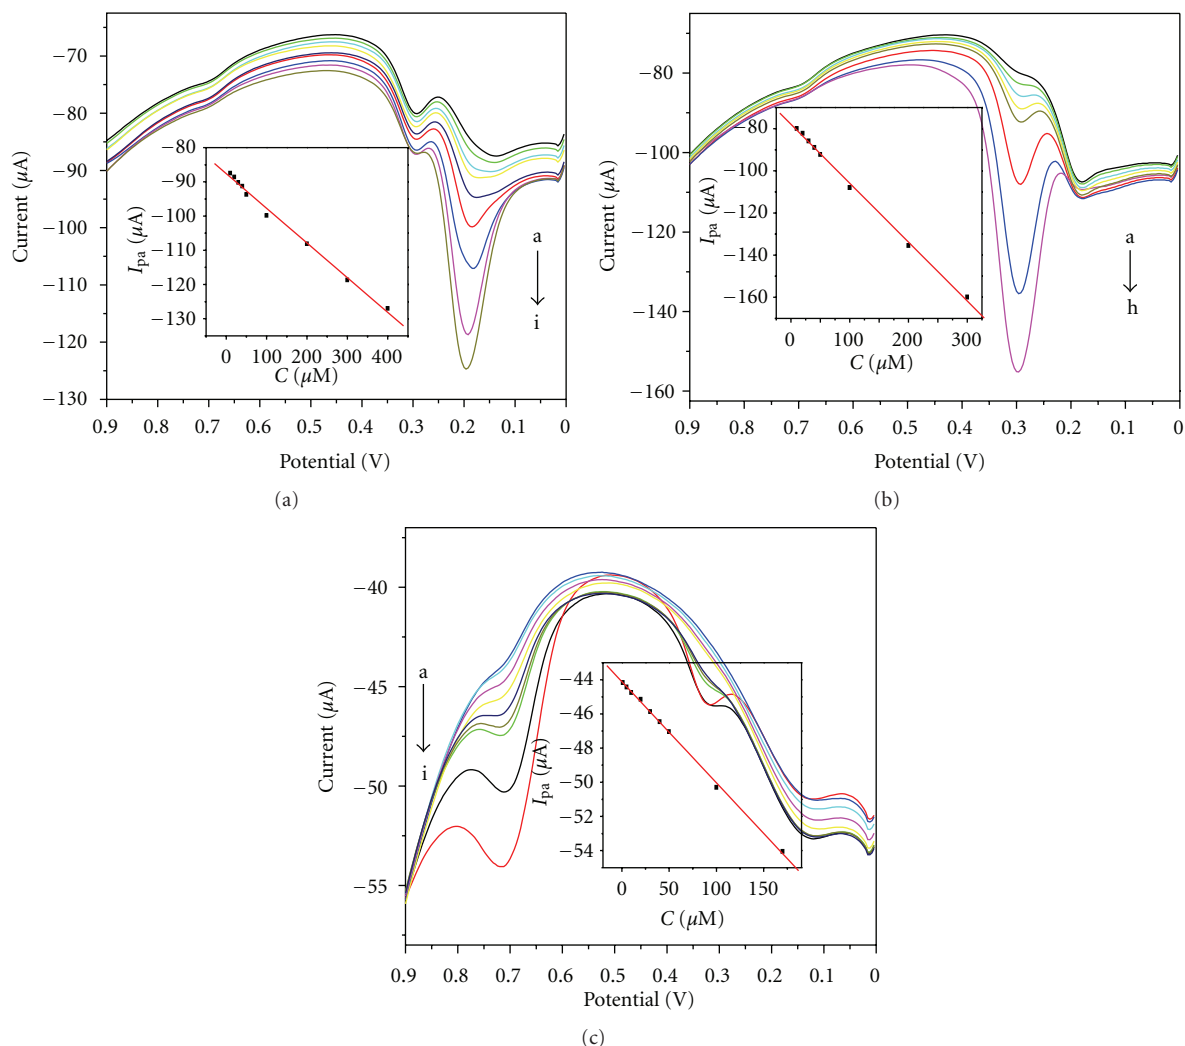 −70
−80
−90
−100
−110
−120
−130
Current (μA)
0.9 0.8 0.7 0.6 0.5 0.4 0.3 0.2 0.1 0
Potential (V)
a
i
−80
−90
−100
−110
−120
−130
Ipa (μA)
0 100 200 300 400
C (μM)
(a)
−80
−100
−120
−140
−160
Current (μA)
0.9 0.8 0.7 0.6 0.5 0.4 0.3 0.2 0.1 0
Potential (V)
a
h
−80
−100
−120
−140
−160
Ipa (μA)
0 100 200 300
C (μM)
(b)
−40
−45
−50
−55
Current (μA)
0.9 0.8 0.7 0.6 0.5 0.4 0.3 0.2 0.1 0
Potential (V)
a
i
−44
−46
−48
−50
−52
−54
Ipa (μA)
0 50 100 150
C (μM)
(c)